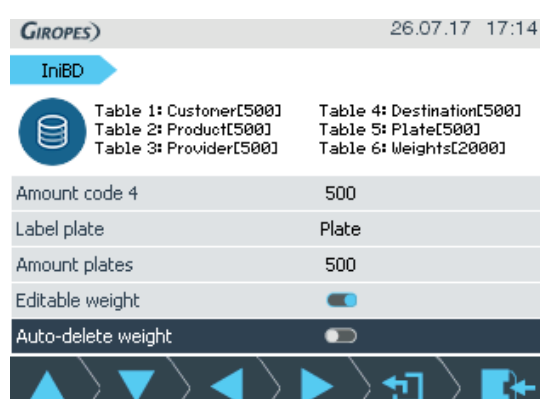 GIROPES
26.07.17 17:14
IniBD
Table 1: Customer[500]
Table 2: Product[500]
Table 3: Provider[500]
Table 4: Destination[500]
Table 5: Plate[500]
Table 6: Weights[2000]
Amount code 4 500
Label plate Plate
Amount plates 500
Editable weight
Auto-delete weight